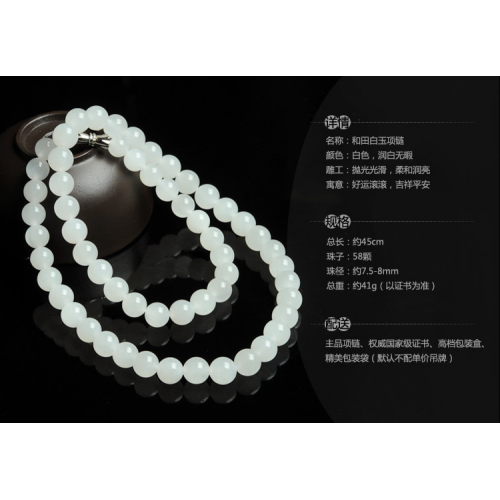 详情
名称：和田白玉项链
颜色：白色，润白无暇
雕工：抛光光滑，柔和润亮
寓意：好运滚滚，吉祥平安
规格
总长：约45cm
珠子：58颗
珠径：约7.5-8mm
总重：约41g（以证书为准）
配送
主品项链、权威国家级证书、高档包装盒、
精美包装袋（默认不配单价吊牌）